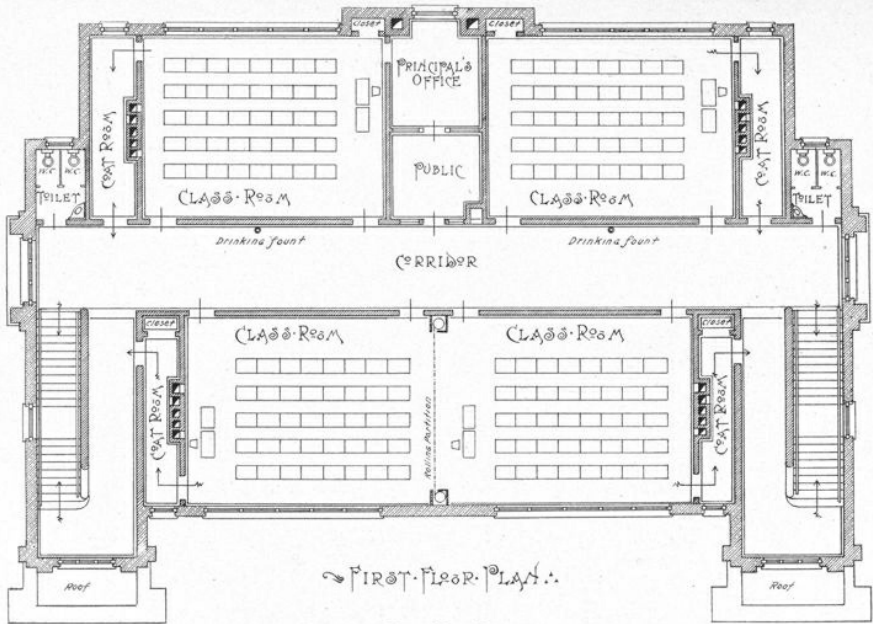 Closet
Closet
PRINCIPAL'S
OFFICE
COAT ROOM
COAT ROOM
W.C. W.C.
W.C. W.C.
TOILET
TOILET
PUBLIC
CLASS·ROOM
CLASS·ROOM
Drinking fount
Drinking fount
CORRIDOR
Closet
Closet
CLASS·ROOM
CLASS·ROOM
COAT ROOM
COAT ROOM
Rolling Partition
FIRST·FLOOR·PLAN
Roof
Roof